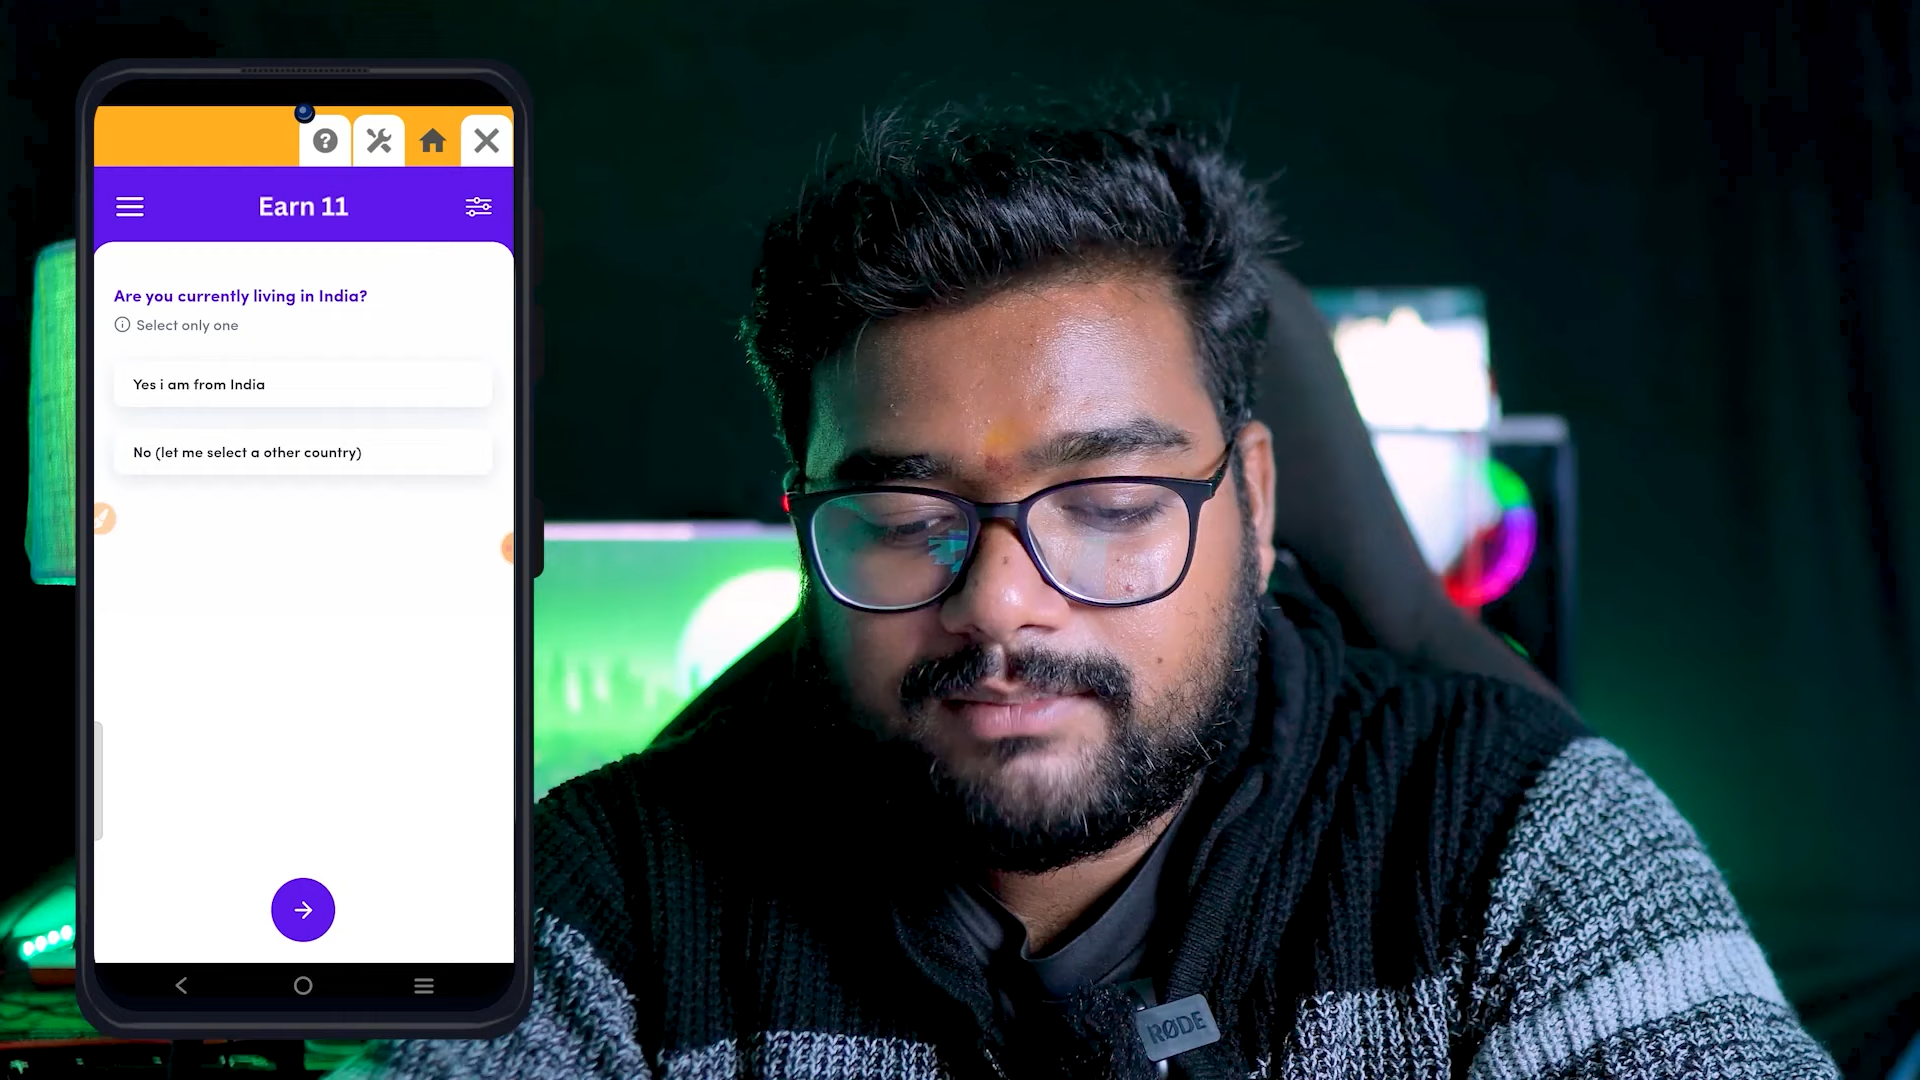 Earn 11
Are you currently living in India?
Select only one
Yes i am from India
No (let me select a other country)
RØDE